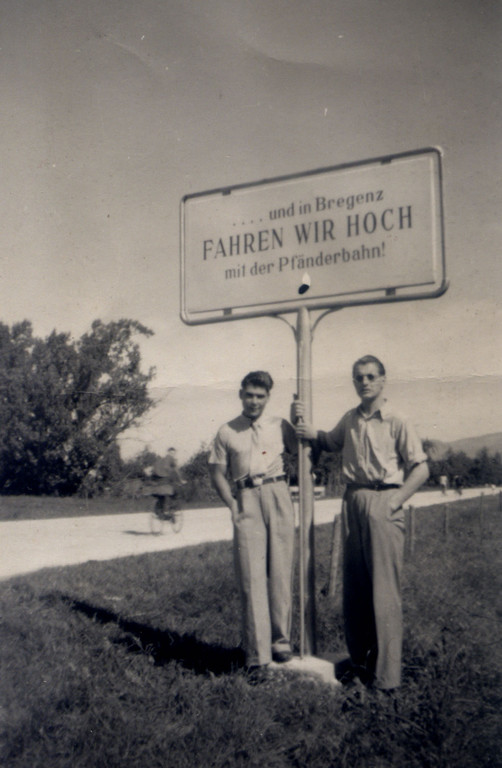 .... und in Bregenz
FAHREN WIR HOCH
mit der Pfänderbahn!